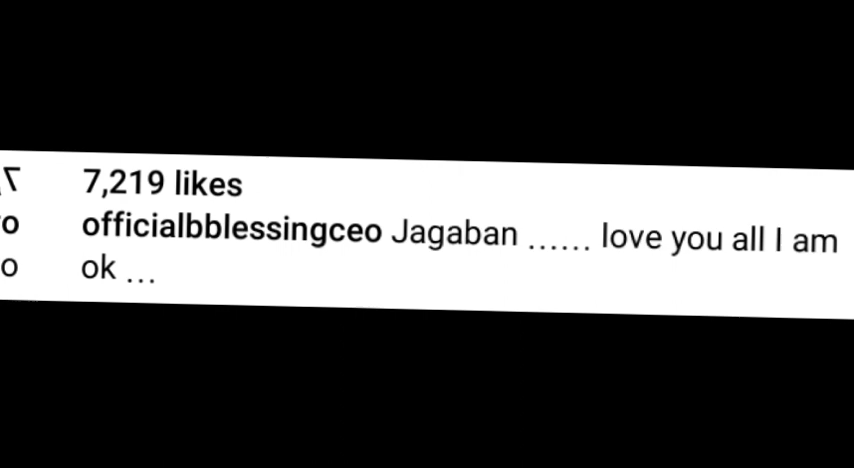 7,219 likes
officialbblessingceo Jagaban ...... love you all I am
ok ...